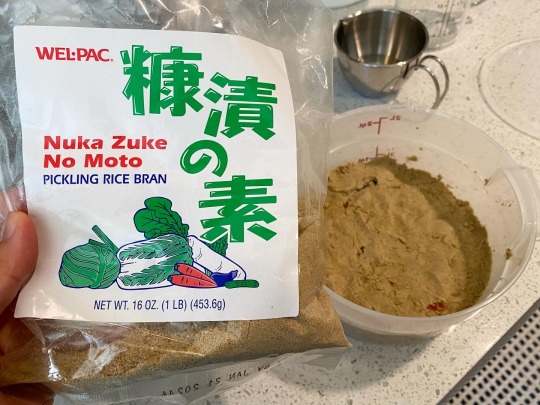 WEL·PAC®
糠漬の素
Nuka Zuke
No Moto
PICKLING RICE BRAN
NET. WT. 16 OZ. (1 LB) (453.6g)